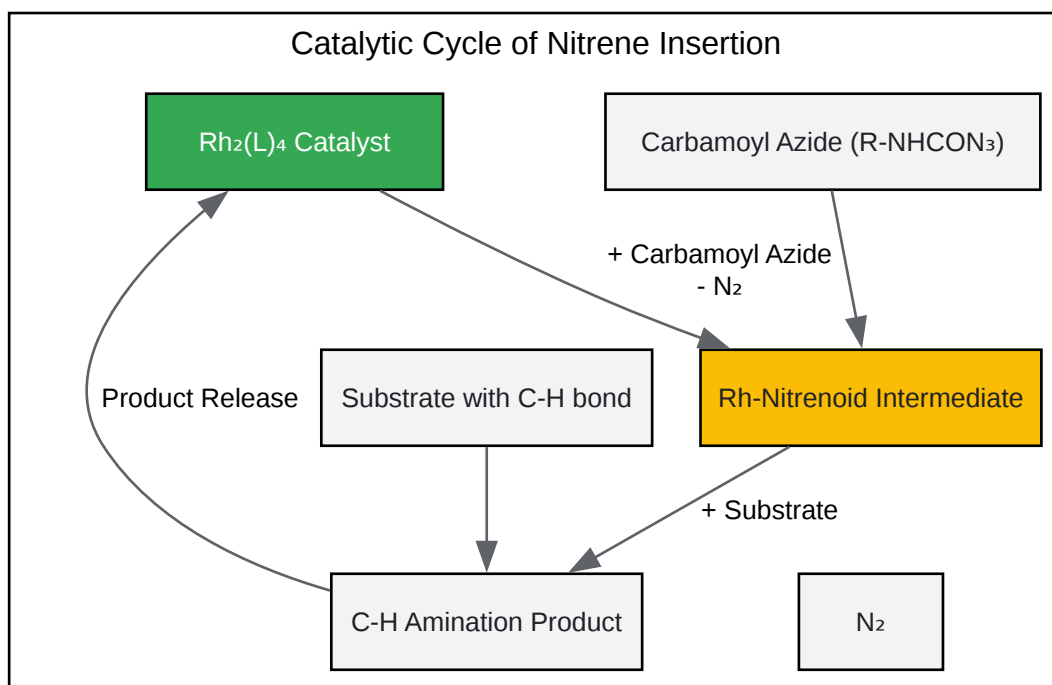 Catalytic Cycle of Nitrene Insertion
Rh₂(L)₄ Catalyst
Carbamoyl Azide (R-NHCON₃)
+ Carbamoyl Azide
- N₂
Product Release
Substrate with C-H bond
Rh-Nitrenoid Intermediate
+ Substrate
C-H Amination Product
N₂